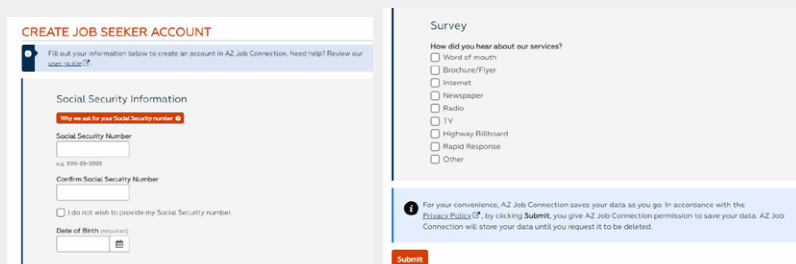 CREATE JOB SEEKER ACCOUNT
Fill out your information below to create an account in AZ Job Connection. Need help? Review our
user guide
Social Security Information
Why we ask for your Social Security number
Social Security Number
e.g. 999-99-9999
Confirm Social Security Number
I do not wish to provide my Social Security number.
Date of Birth (required)
Survey
How did you hear about our services?
Word of mouth
Brochure/Flyer
Internet
Newspaper
Radio
TV
Highway Billboard
Rapid Response
Other
For your convenience, AZ Job Connection saves your data as you go. In accordance with the
Privacy Policy, by clicking Submit, you give AZ Job Connection permission to save your data. AZ Job
Connection will store your data until you request it to be deleted.
Submit